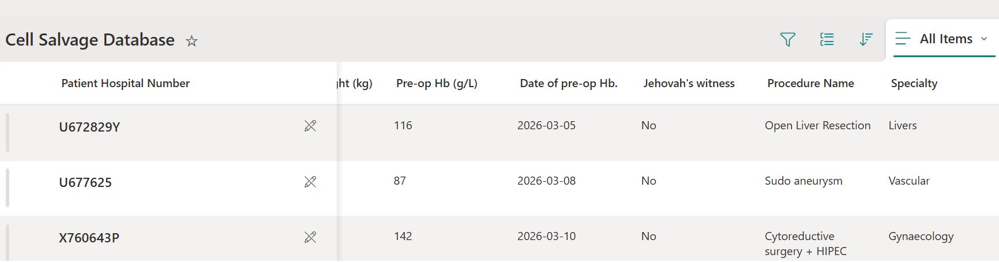 Cell Salvage Database
All Items
Patient Hospital Number (kg) Pre-op Hb (g/L) Date of pre-op Hb. Jehovah's witness Procedure Name Specialty
U672829Y 116 2026-03-05 No Open Liver Resection Livers
U677625 87 2026-03-08 No Sudo aneurysm Vascular
X760643P 142 2026-03-10 No Cytoreductive Gynaecology
surgery + HIPEC